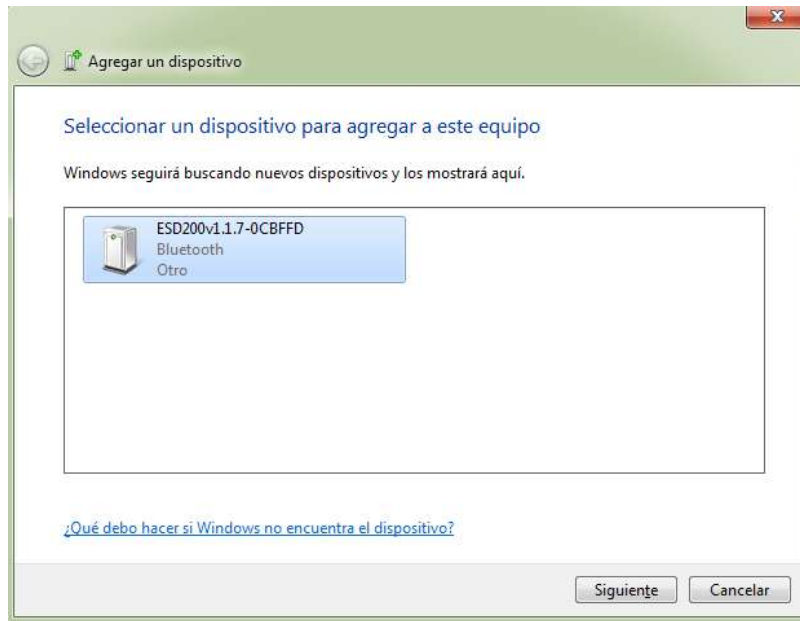 Agregar un dispositivo
Seleccionar un dispositivo para agregar a este equipo
Windows seguirá buscando nuevos dispositivos y los mostrará aquí.
ESD200v1.1.7-0CBFFD
Bluetooth
Otro
¿Qué debo hacer si Windows no encuentra el dispositivo?
Siguiente Cancelar